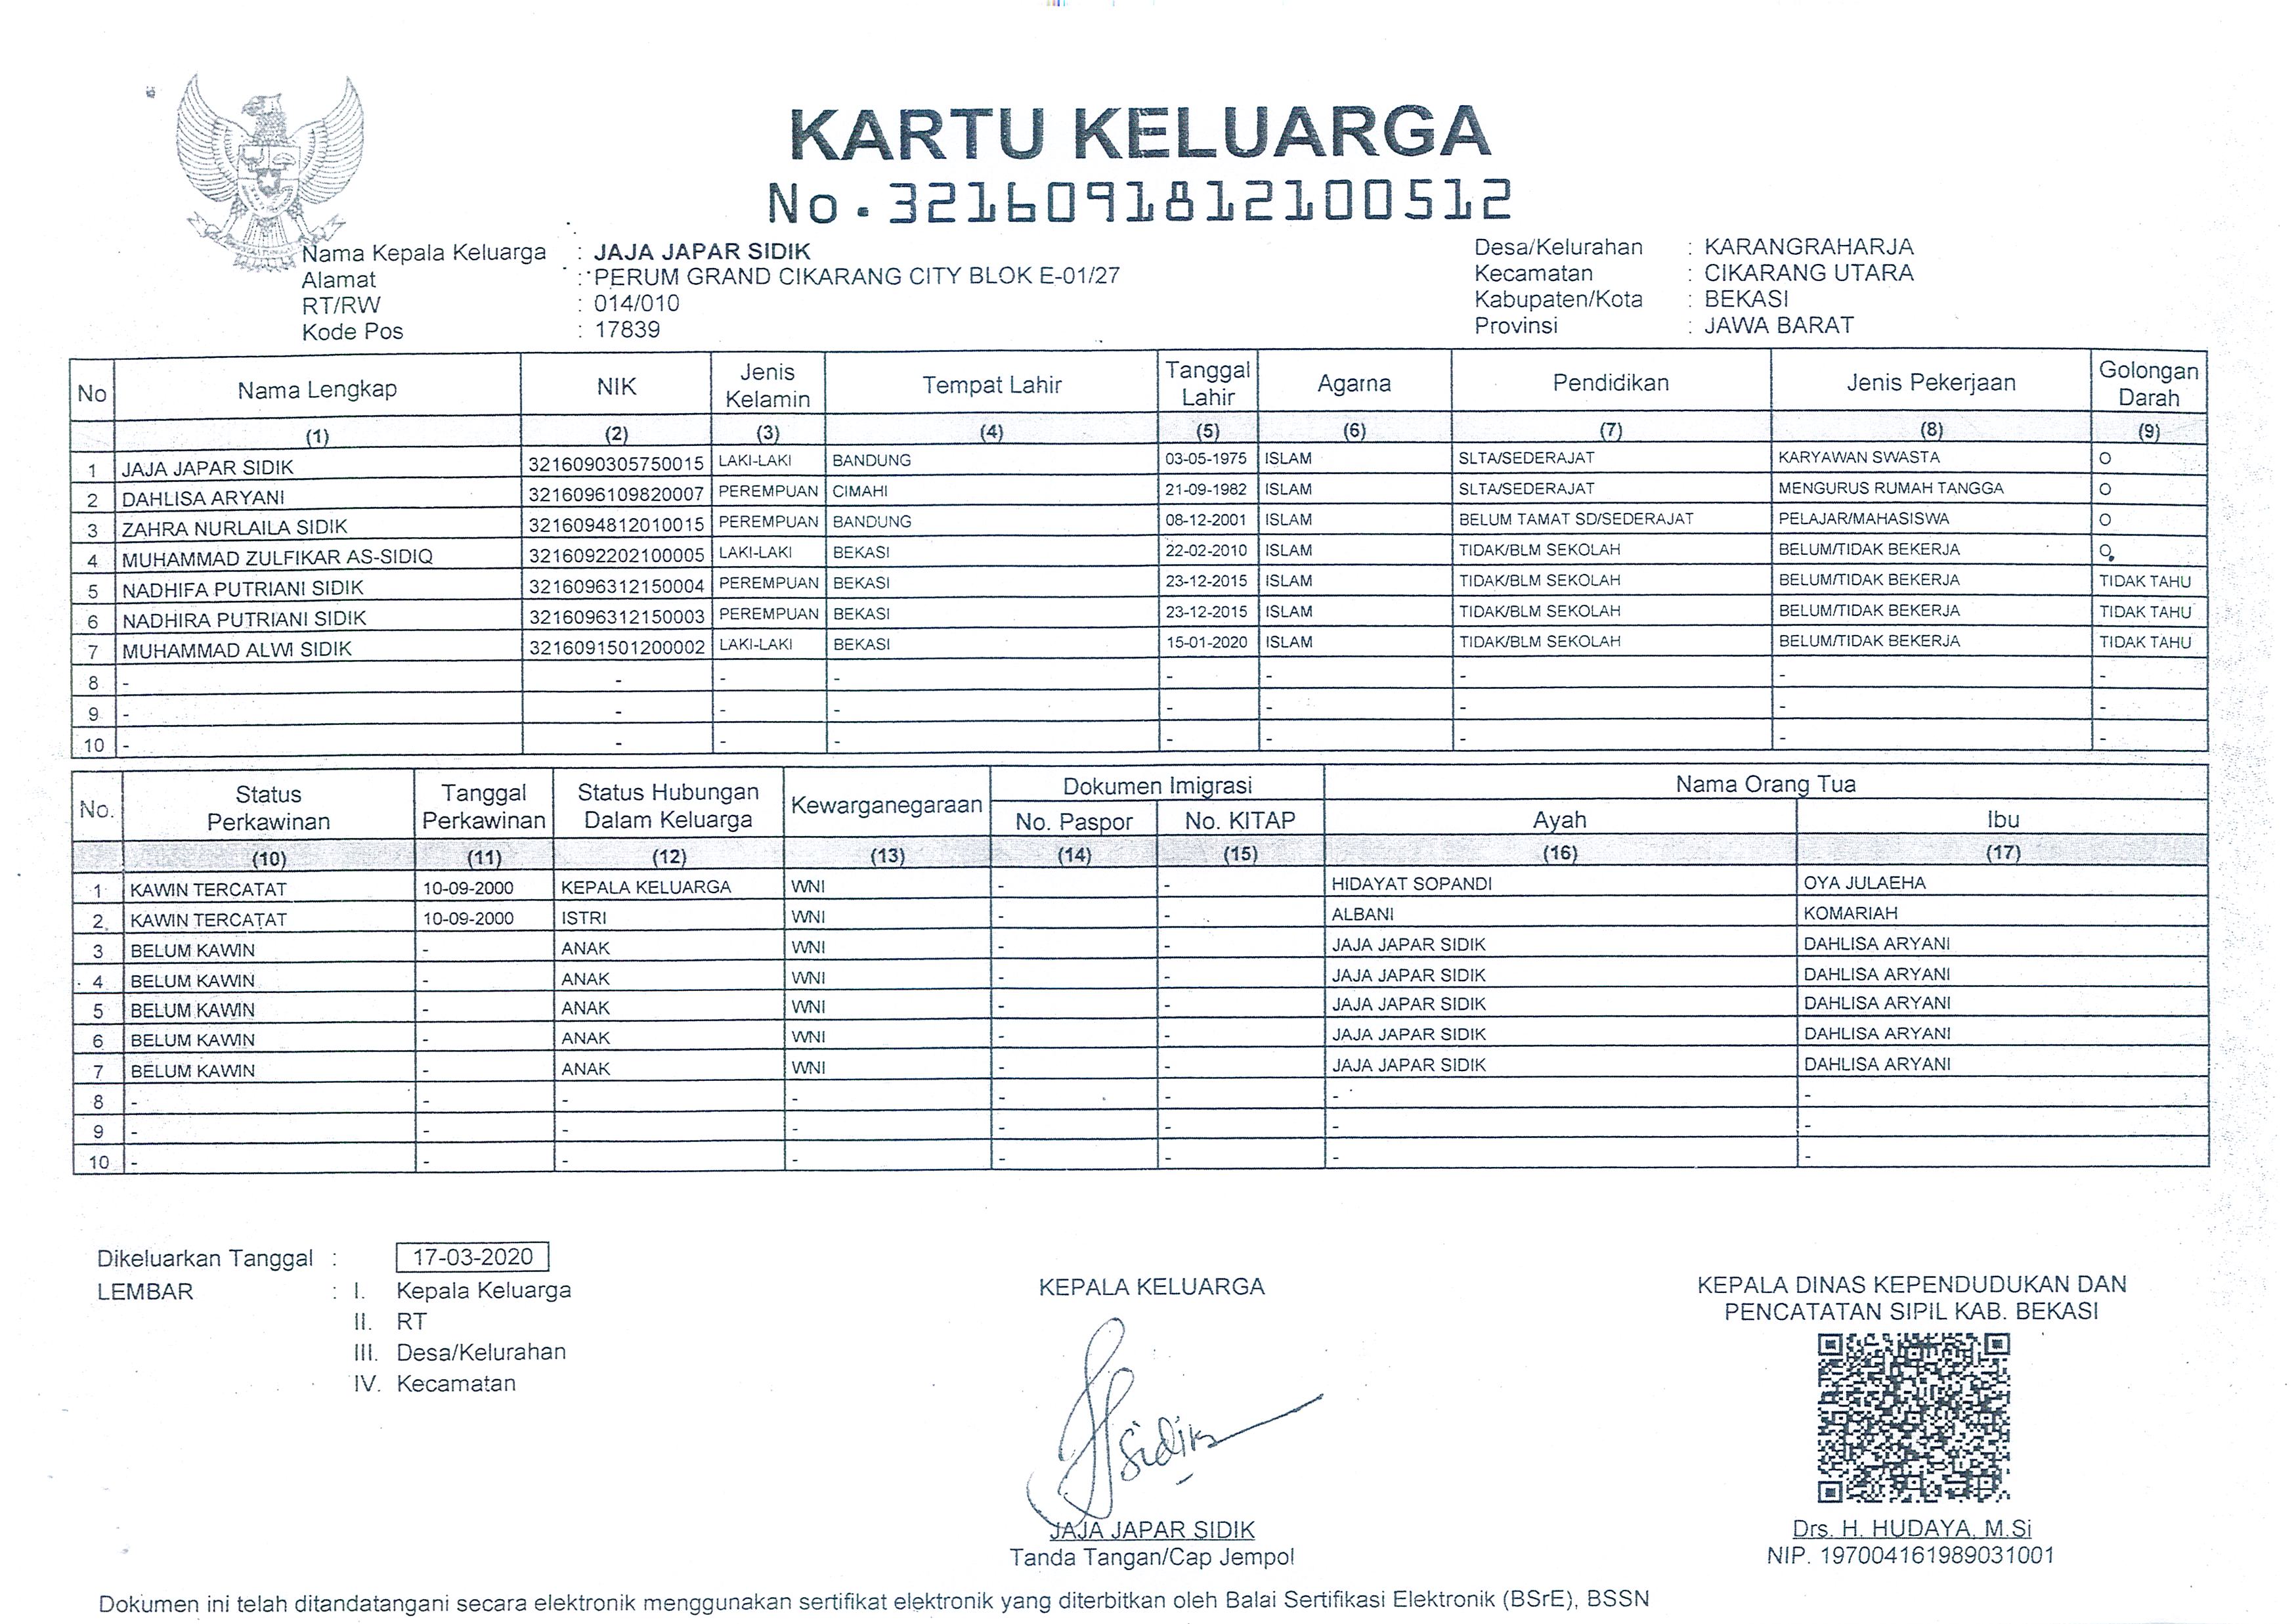 KARTU KELUARGA
No. 3216091812100512
Nama Kepala Keluarga : JAJA JAPAR SIDIK
Alamat : PERUM GRAND CIKARANG CITY BLOK E-01/27
RT/RW : 014/010
Kode Pos : 17839
Desa/Kelurahan : KARANGRAHARJA
Kecamatan : CIKARANG UTARA
Kabupaten/Kota : BEKASI
Provinsi : JAWA BARAT
No Nama Lengkap NIK Jenis Kelamin Tempat Lahir Tanggal Lahir Agama Pendidikan Jenis Pekerjaan Golongan Darah
(1) (2) (3) (4) (5) (6) (7) (8) (9)
1 JAJA JAPAR SIDIK 3216090305750015 LAKI-LAKI BANDUNG 03-05-1975 ISLAM SLTA/SEDERAJAT KARYAWAN SWASTA O
2 DAHLISA ARYANI 3216096109820007 PEREMPUAN CIMAHI 21-09-1982 ISLAM SLTA/SEDERAJAT MENGURUS RUMAH TANGGA O
3 ZAHRA NURLAILA SIDIK 3216094812010015 PEREMPUAN BANDUNG 08-12-2001 ISLAM BELUM TAMAT SD/SEDERAJAT PELAJAR/MAHASISWA O
4 MUHAMMAD ZULFIKAR AS-SIDIQ 3216092202100005 LAKI-LAKI BEKASI 22-02-2010 ISLAM TIDAK/BLM SEKOLAH BELUM/TIDAK BEKERJA O
5 NADHIFA PUTRIANI SIDIK 3216096312150004 PEREMPUAN BEKASI 23-12-2015 ISLAM TIDAK/BLM SEKOLAH BELUM/TIDAK BEKERJA TIDAK TAHU
6 NADHIRA PUTRIANI SIDIK 3216096312150003 PEREMPUAN BEKASI 23-12-2015 ISLAM TIDAK/BLM SEKOLAH BELUM/TIDAK BEKERJA TIDAK TAHU
7 MUHAMMAD ALWI SIDIK 3216091501200002 LAKI-LAKI BEKASI 15-01-2020 ISLAM TIDAK/BLM SEKOLAH BELUM/TIDAK BEKERJA TIDAK TAHU
8 - - - - - - - - -
9 - - - - - - - - -
10 - - - - - - - - -
No. Status Perkawinan Tanggal Perkawinan Status Hubungan Dalam Keluarga Kewarganegaraan Dokumen Imigrasi Nama Orang Tua
No. Paspor No. KITAP Ayah Ibu
(10) (11) (12) (13) (14) (15) (16) (17)
1 KAWIN TERCATAT 10-09-2000 KEPALA KELUARGA WNI - - HIDAYAT SOPANDI OYA JULAEHA
2 KAWIN TERCATAT 10-09-2000 ISTRI WNI - - ALBANI KOMARIAH
3 BELUM KAWIN - ANAK WNI - - JAJA JAPAR SIDIK DAHLISA ARYANI
4 BELUM KAWIN - ANAK WNI - - JAJA JAPAR SIDIK DAHLISA ARYANI
5 BELUM KAWIN - ANAK WNI - - JAJA JAPAR SIDIK DAHLISA ARYANI
6 BELUM KAWIN - ANAK WNI - - JAJA JAPAR SIDIK DAHLISA ARYANI
7 BELUM KAWIN - ANAK WNI - - JAJA JAPAR SIDIK DAHLISA ARYANI
8 - - - - - - - -
9 - - - - - - - -
10 - - - - - - - -
Dikeluarkan Tanggal : 17-03-2020
LEMBAR : I. Kepala Keluarga
II. RT
III. Desa/Kelurahan
IV. Kecamatan
KEPALA KELUARGA
Sidik
JAJA JAPAR SIDIK
Tanda Tangan/Cap Jempol
KEPALA DINAS KEPENDUDUKAN DAN
PENCATATAN SIPIL KAB. BEKASI
Drs. H. HUDAYA, M.Si
NIP. 197004161989031001
Dokumen ini telah ditandatangani secara elektronik menggunakan sertifikat elektronik yang diterbitkan oleh Balai Sertifikasi Elektronik (BSrE), BSSN